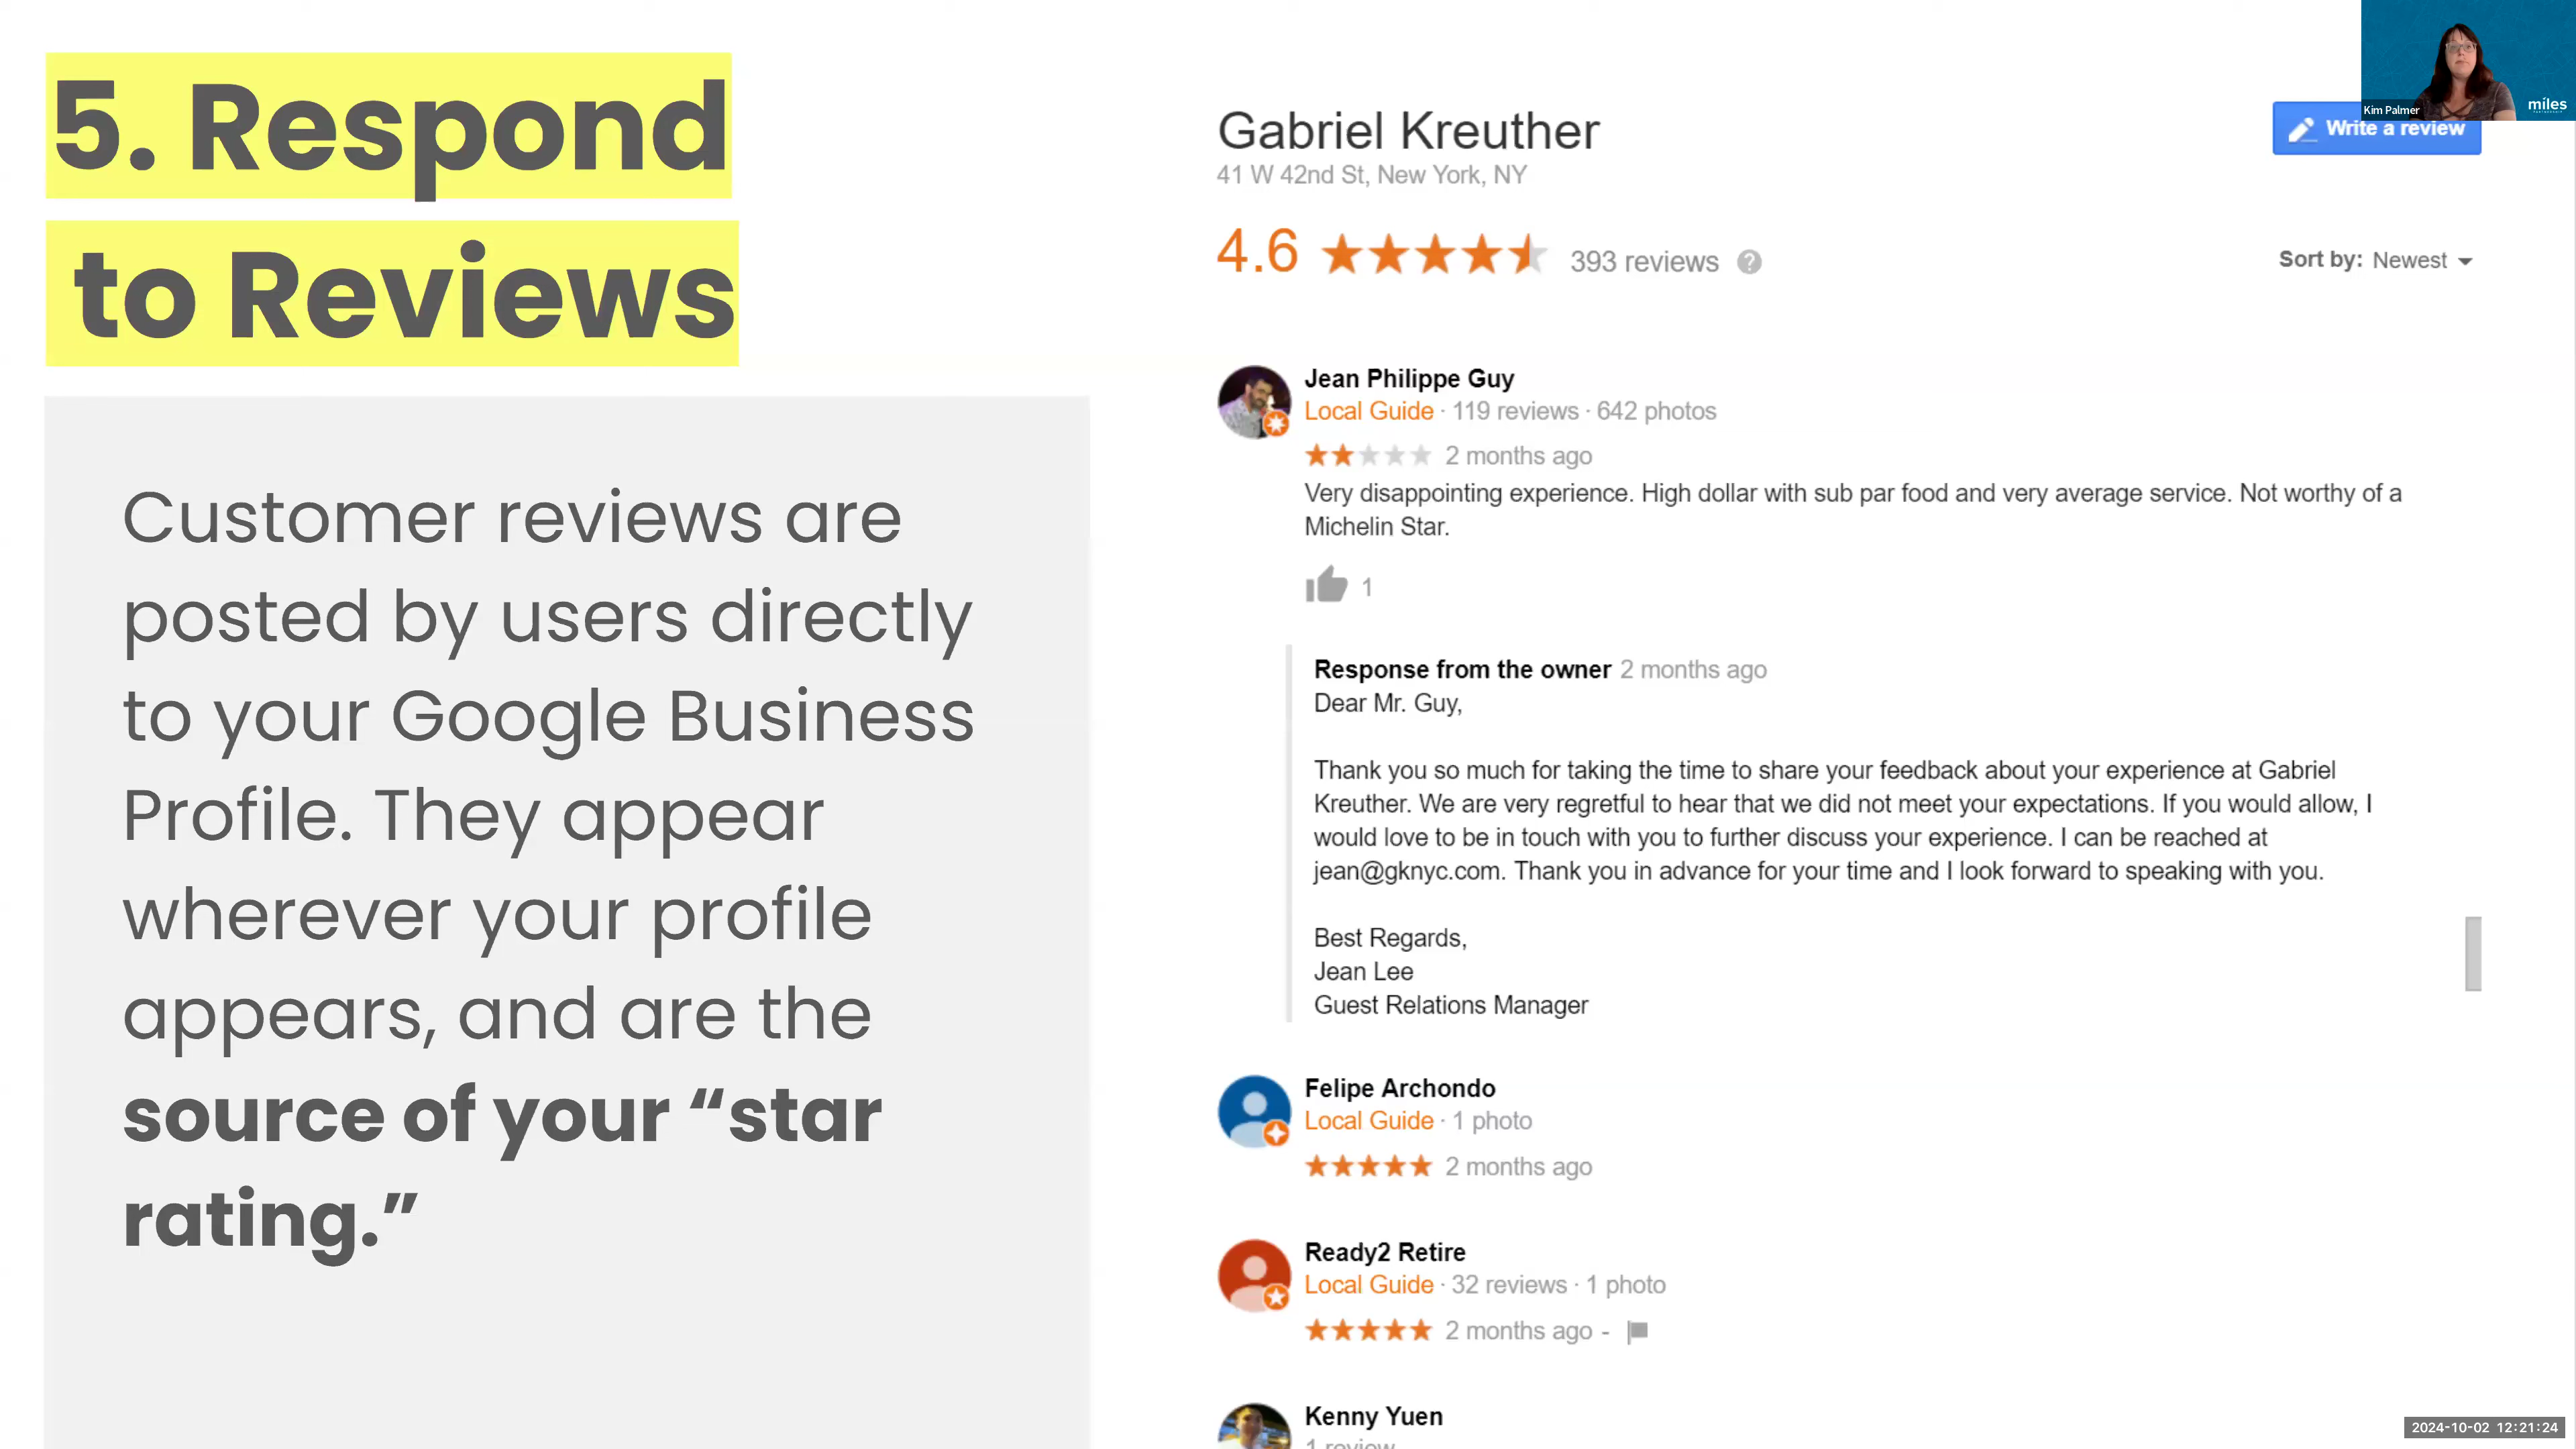 5. Respond
to Reviews
Customer reviews are
posted by users directly
to your Google Business
Profile. They appear
wherever your profile
appears, and are the
source of your “star
rating.”
Gabriel Kreuther
41 W 42nd St, New York, NY
4.6
393 reviews
?
Write a review
Sort by: Newest
Jean Philippe Guy
Local Guide · 119 reviews · 642 photos
2 months ago
Very disappointing experience. High dollar with sub par food and very average service. Not worthy of a
Michelin Star.
1
Response from the owner 2 months ago
Dear Mr. Guy,
Thank you so much for taking the time to share your feedback about your experience at Gabriel
Kreuther. We are very regretful to hear that we did not meet your expectations. If you would allow, I
would love to be in touch with you to further discuss your experience. I can be reached at
jean@gknyc.com. Thank you in advance for your time and I look forward to speaking with you.
Best Regards,
Jean Lee
Guest Relations Manager
Felipe Archondo
Local Guide · 1 photo
2 months ago
Ready2 Retire
Local Guide · 32 reviews · 1 photo
2 months ago -
Kenny Yuen
1 review
Kim Palmer
miles
2024-10-02 12:21:24